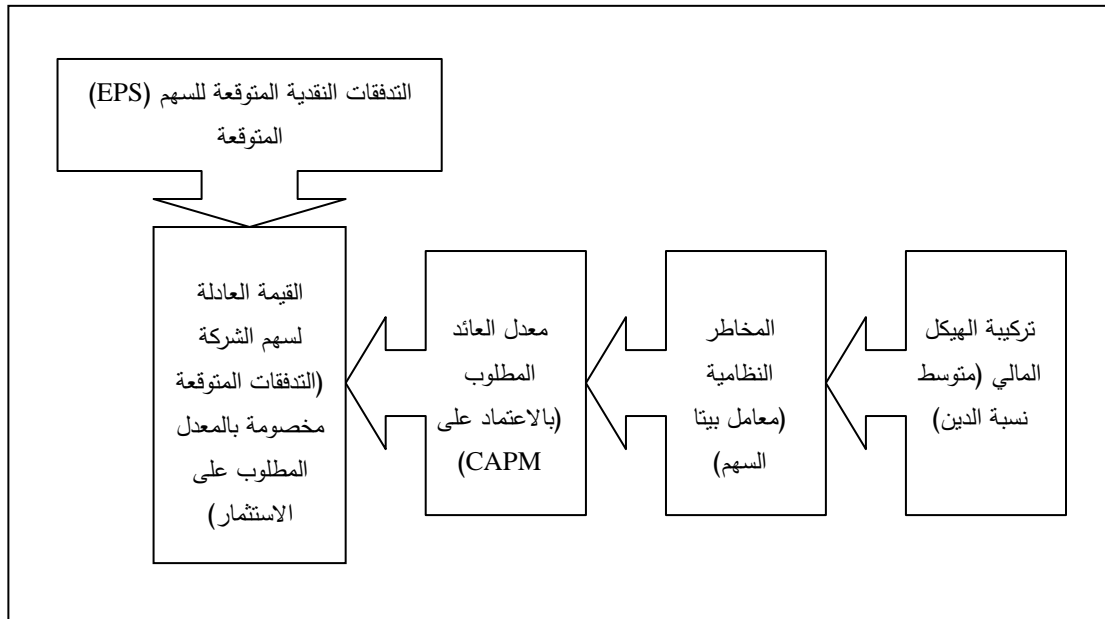 التدفقات النقدية المتوقعة للسهم (EPS)
المتوقعة
تركيبة الهيكل
المالي (متوسط
نسبة الدين)
المخاطر
النظامية
(معامل بيتا
السهم)
معدل العائد
المطلوب
(بالاعتماد على
CAPM)
القيمة العادلة
لسهم الشركة
(التدفقات المتوقعة
مخصومة بالمعدل
المطلوب على
الاستثمار)